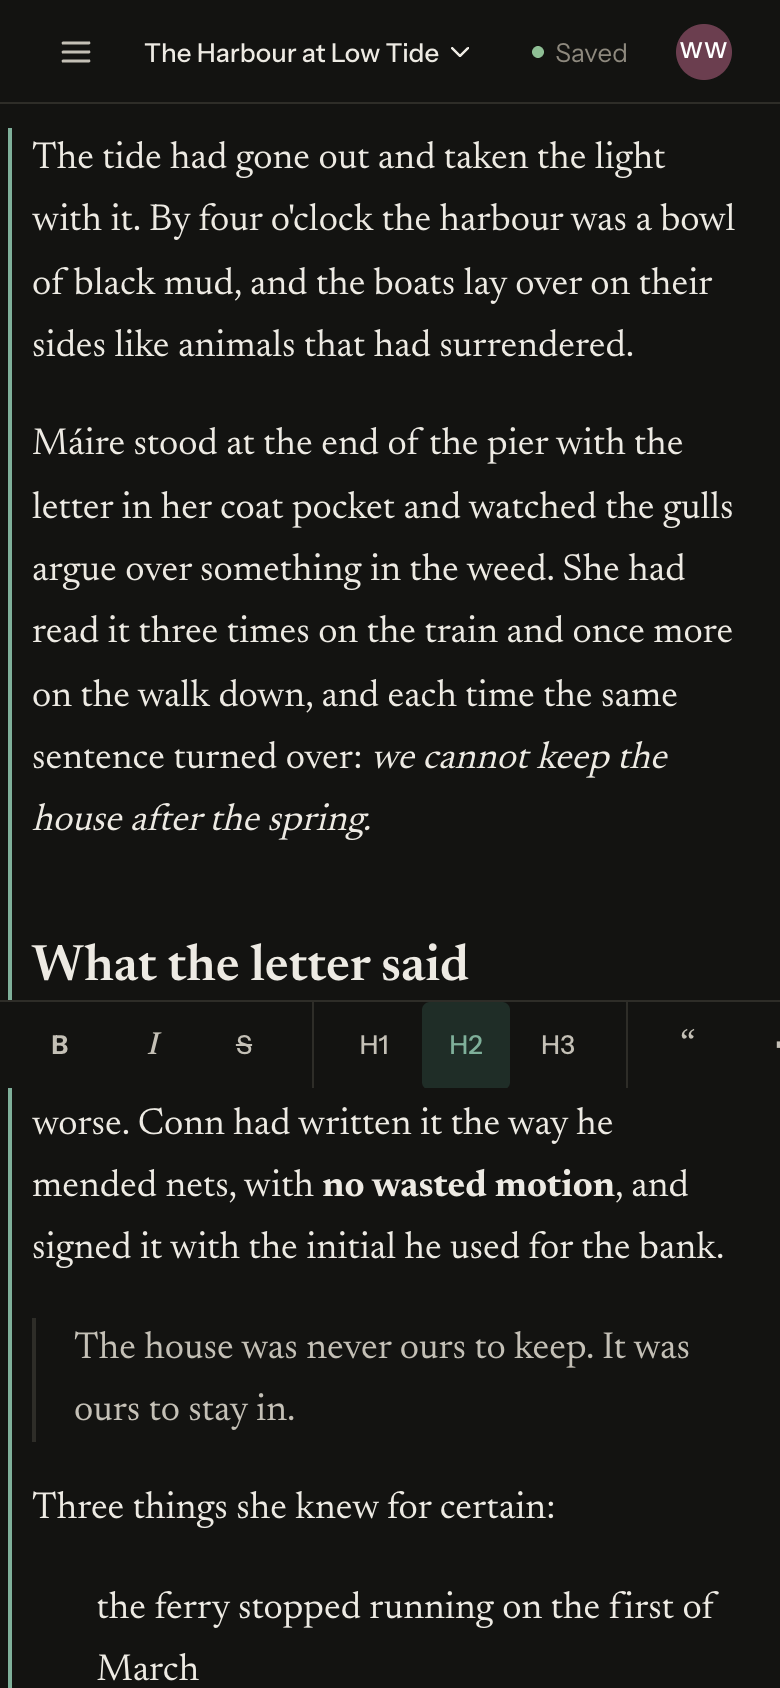 The Harbour at Low Tide
Saved
WW
The tide had gone out and taken the light
with it. By four o'clock the harbour was a bowl
of black mud, and the boats lay over on their
sides like animals that had surrendered.
Máire stood at the end of the pier with the
letter in her coat pocket and watched the gulls
argue over something in the weed. She had
read it three times on the train and once more
on the walk down, and each time the same
sentence turned over: we cannot keep the
house after the spring.
What the letter said
B
I
S
H1
H2
H3
“
worse. Conn had written it the way he
mended nets, with no wasted motion, and
signed it with the initial he used for the bank.
The house was never ours to keep. It was
ours to stay in.
Three things she knew for certain:
the ferry stopped running on the first of
March